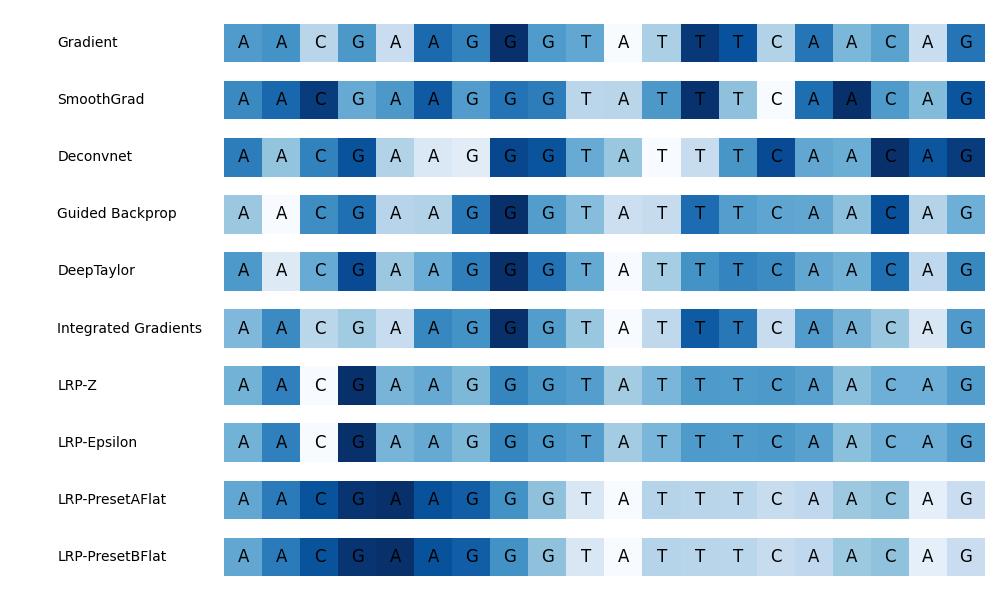 Gradient A A C G A A G G G T A T T T C A A C A G
SmoothGrad A A C G A A G G G T A T T T C A A C A G
Deconvnet A A C G A A G G G T A T T T C A A C A G
Guided Backprop A A C G A A G G G T A T T T C A A C A G
DeepTaylor A A C G A A G G G T A T T T C A A C A G
Integrated Gradients A A C G A A G G G T A T T T C A A C A G
LRP-Z A A C G A A G G G T A T T T C A A C A G
LRP-Epsilon A A C G A A G G G T A T T T C A A C A G
LRP-PresetAFlat A A C G A A G G G T A T T T C A A C A G
LRP-PresetBFlat A A C G A A G G G T A T T T C A A C A G